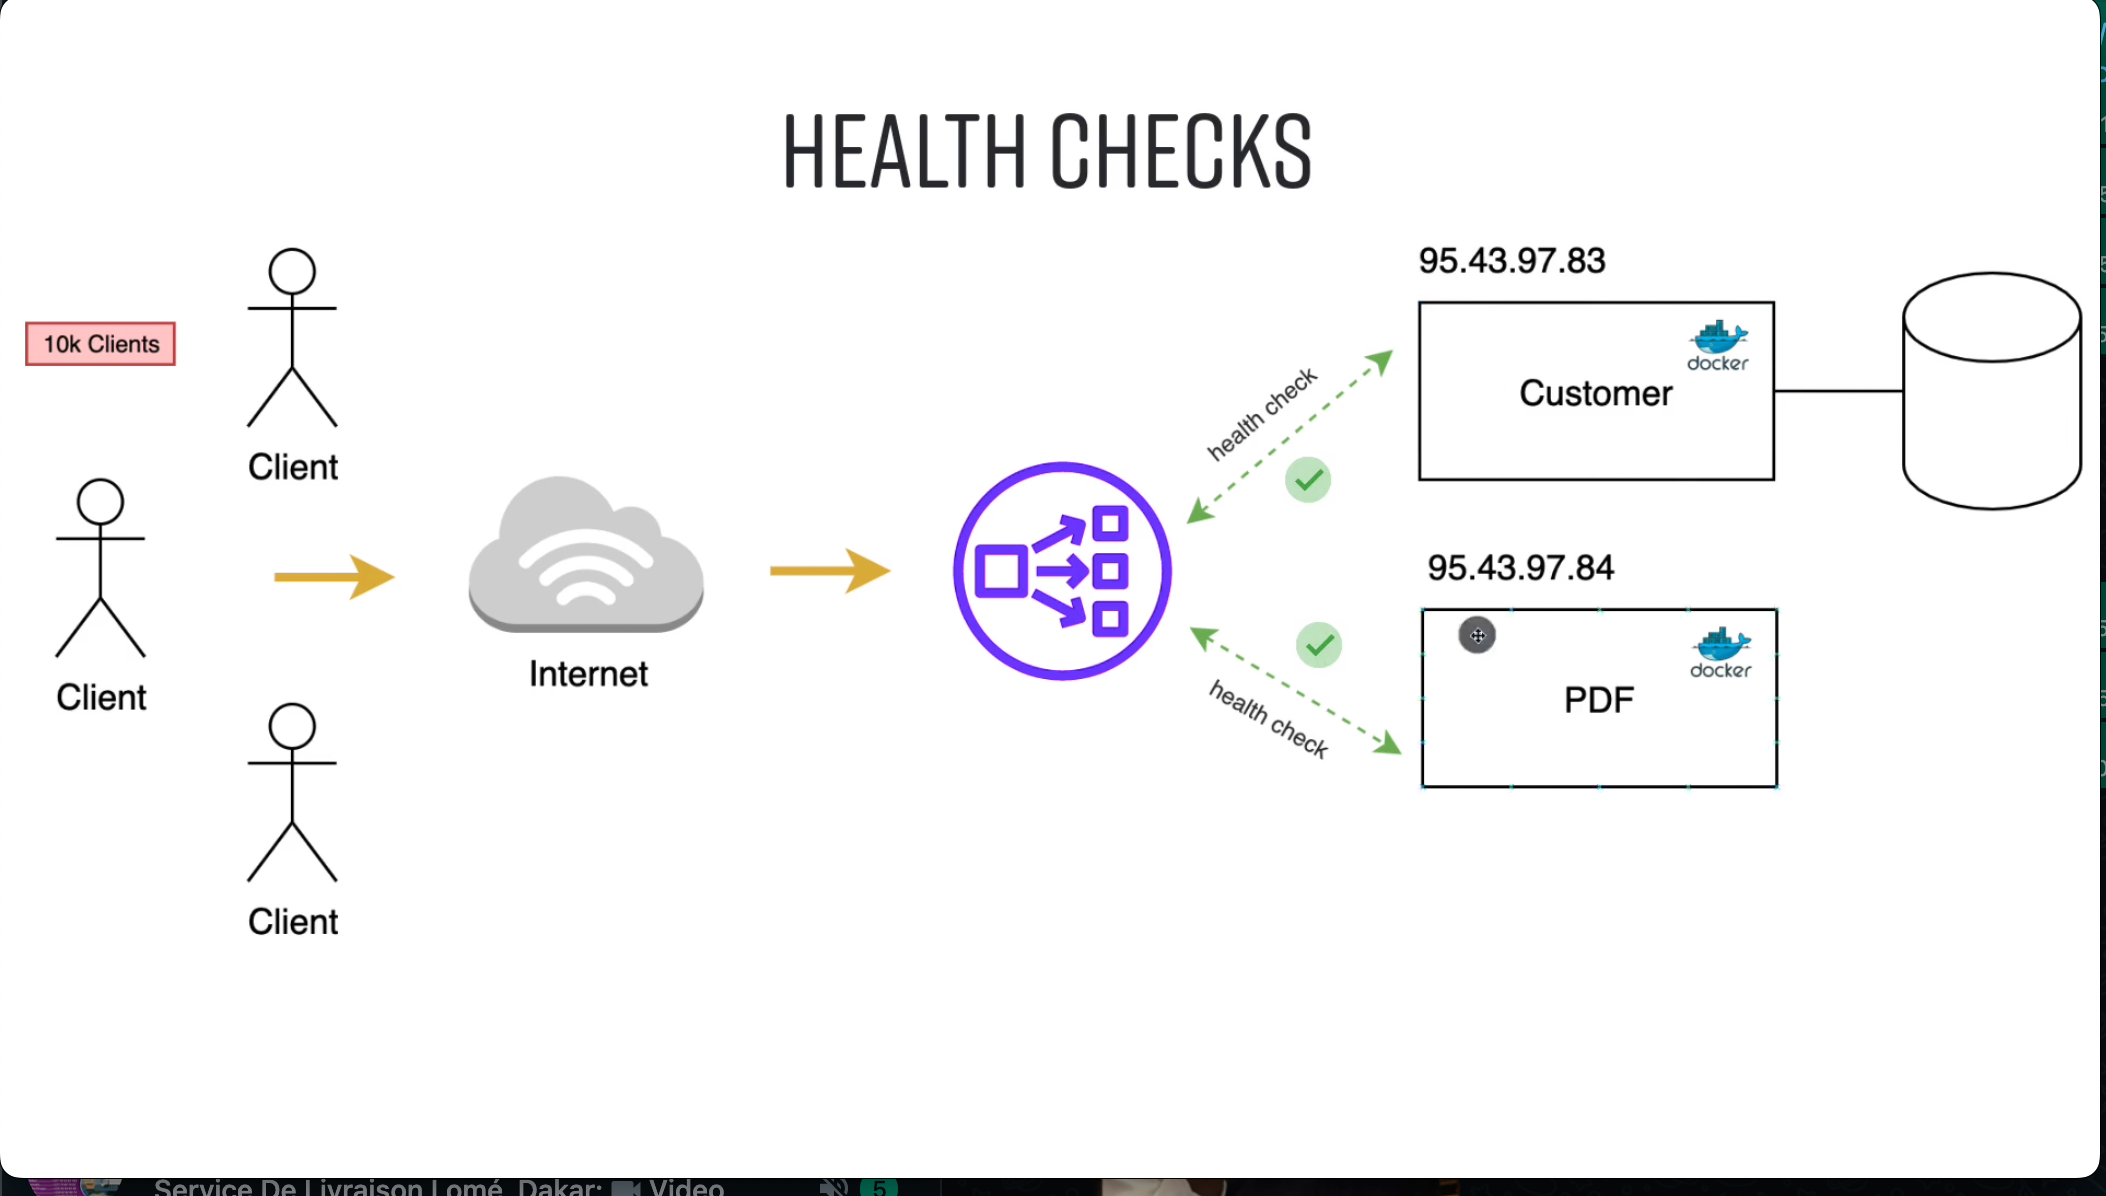 HEALTH CHECKS
10k Clients
Client
Client
Client
Internet
health check
health check
95.43.97.83
docker
Customer
95.43.97.84
docker
PDF
Service De Livraison Lomé Dakar: Video
5